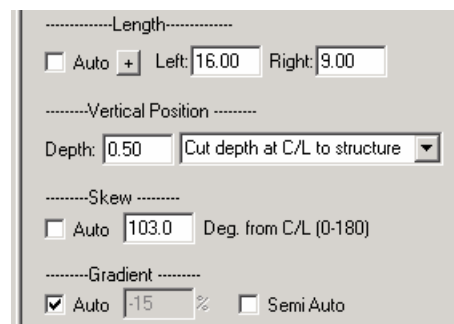 -------------Length-------------
Auto + Left: 16.00 Right: 9.00
--------Vertical Position --------
Depth: 0.50 Cut depth at C/L to structure
--------Skew --------
Auto 103.0 Deg. from C/L (0-180)
--------Gradient --------
Auto -15 % Semi Auto